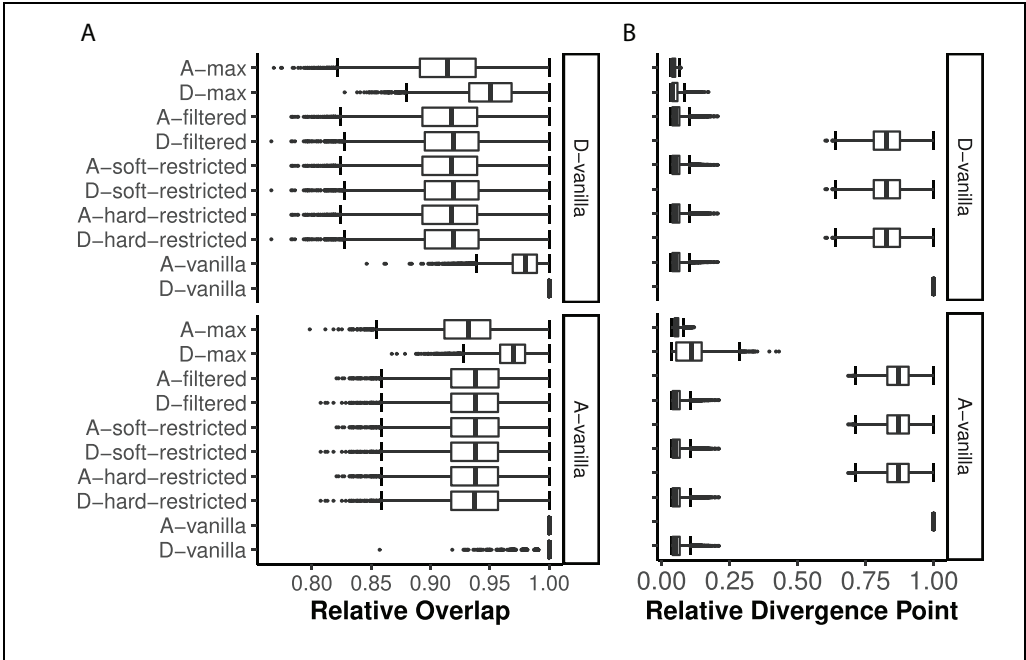 A
B
A−max
D−max
A−filtered
D−filtered
A−soft−restricted
D−soft−restricted
A−hard−restricted
D−hard−restricted
A−vanilla
D−vanilla
D−vanilla
D−vanilla
A−max
D−max
A−filtered
D−filtered
A−soft−restricted
D−soft−restricted
A−hard−restricted
D−hard−restricted
A−vanilla
D−vanilla
A−vanilla
A−vanilla
0.80 0.85 0.90 0.95 1.00
0.00 0.25 0.50 0.75 1.00
Relative Overlap
Relative Divergence Point